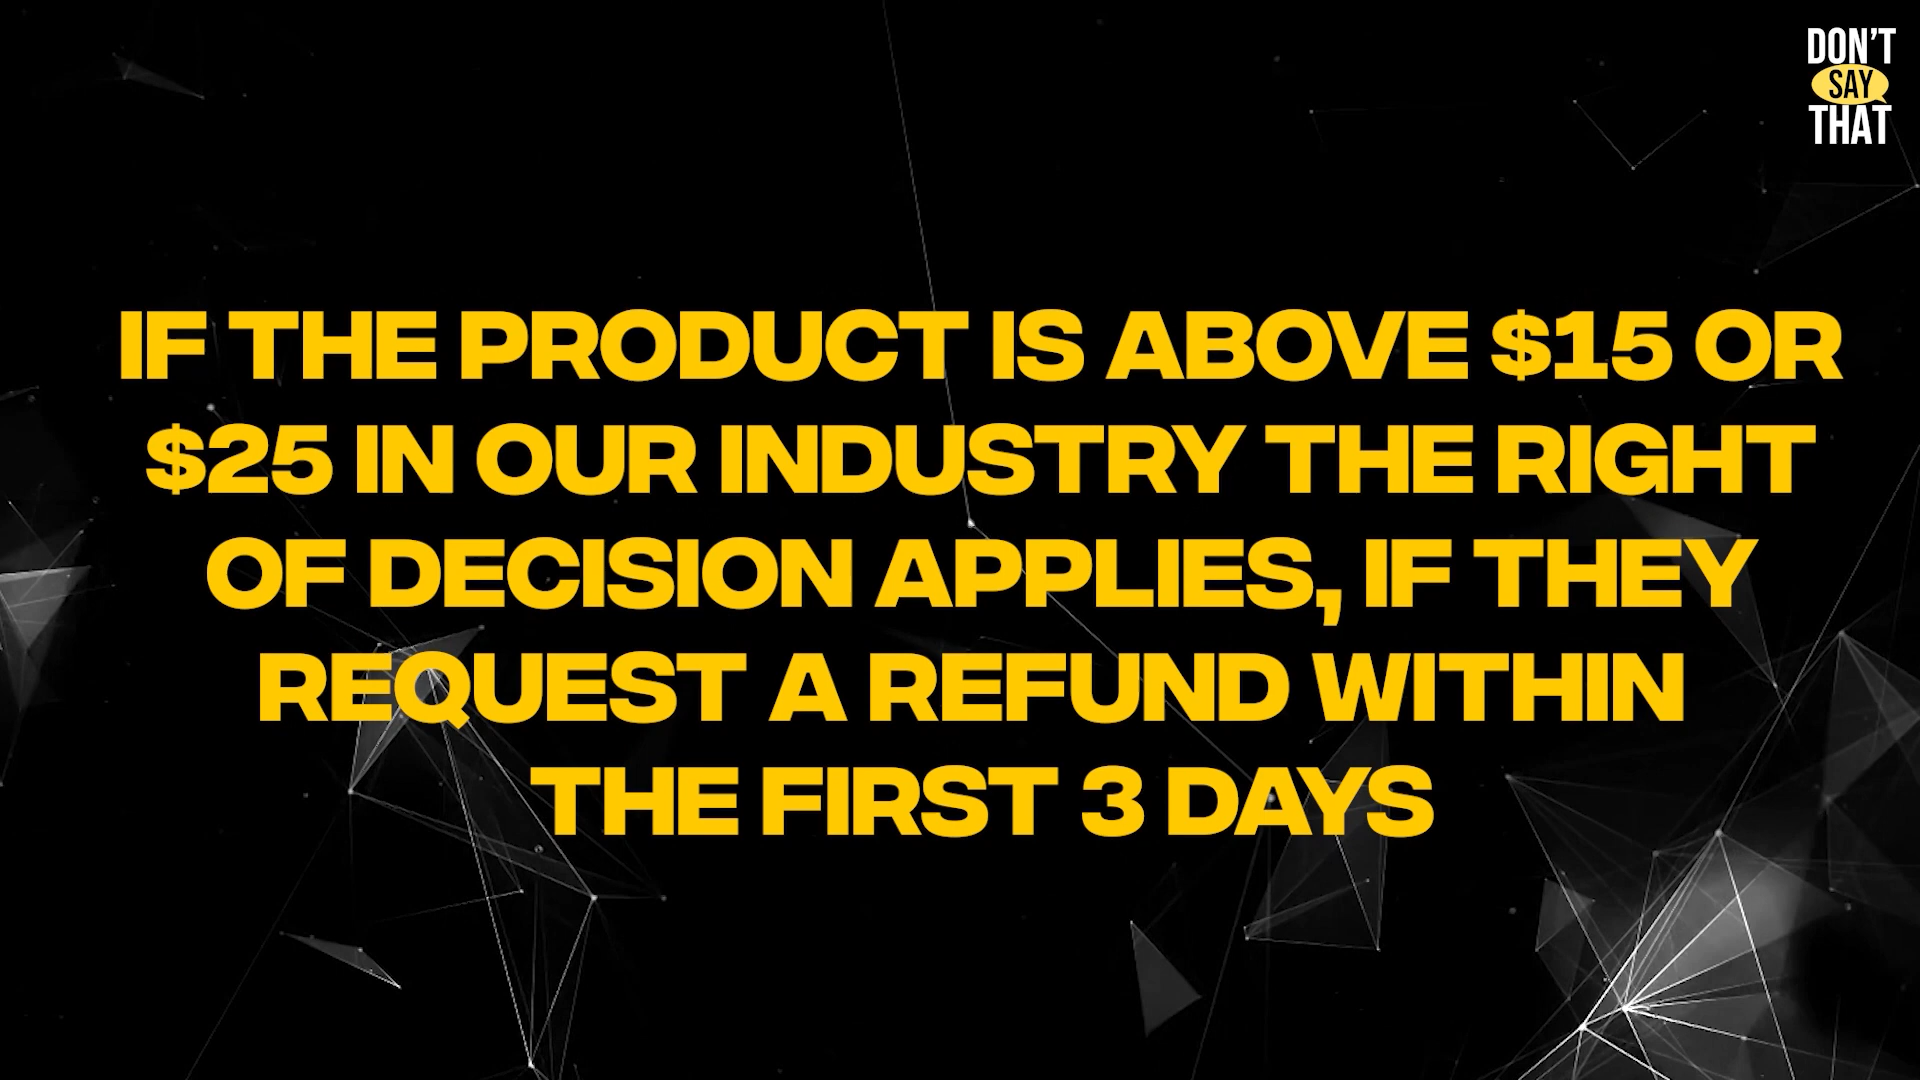 DON'T
SAY
THAT
IF THE PRODUCT IS ABOVE $15 OR
$25 IN OUR INDUSTRY THE RIGHT
OF DECISION APPLIES, IF THEY
REQUEST A REFUND WITHIN
THE FIRST 3 DAYS